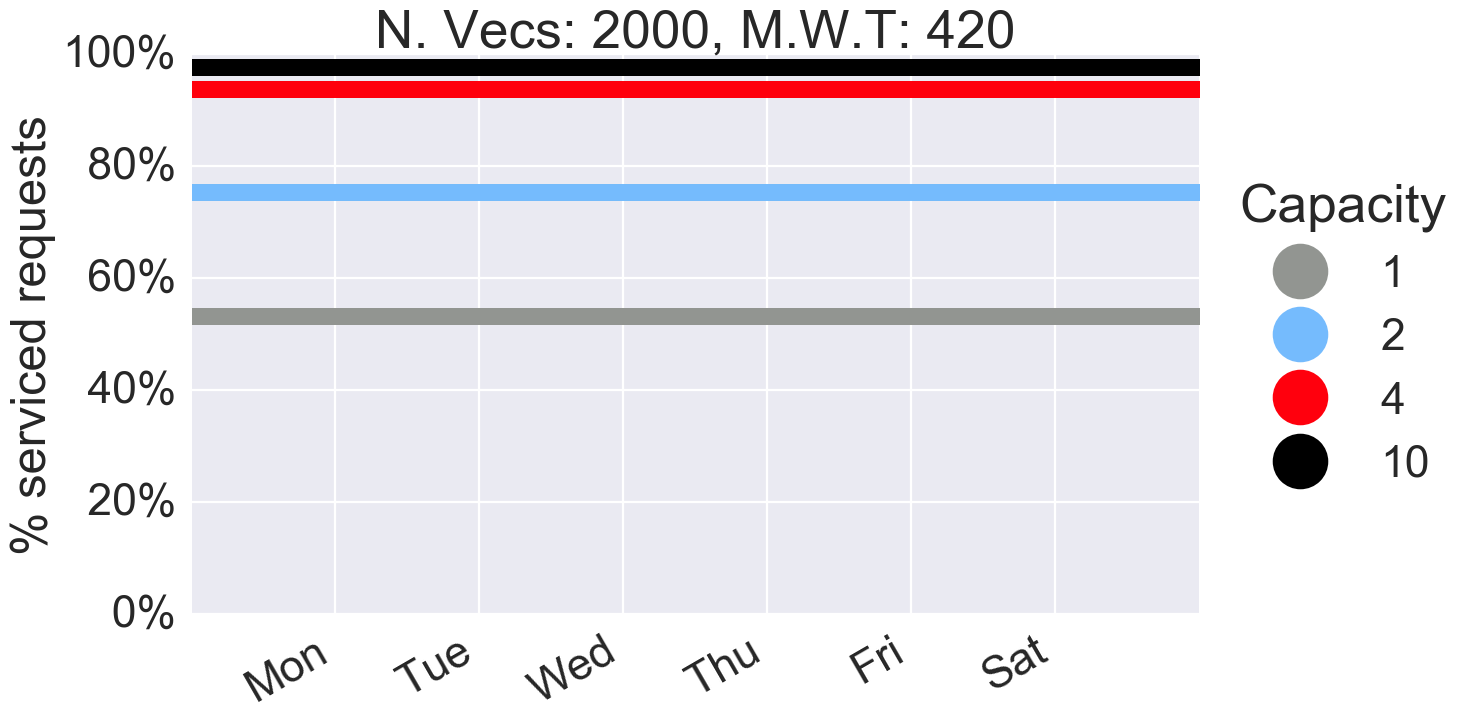 N. Vecs: 2000, M.W.T: 420
100%
80%
60%
40%
20%
0%
% serviced requests
Mon
Tue
Wed
Thu
Fri
Sat
Capacity
1
2
4
10